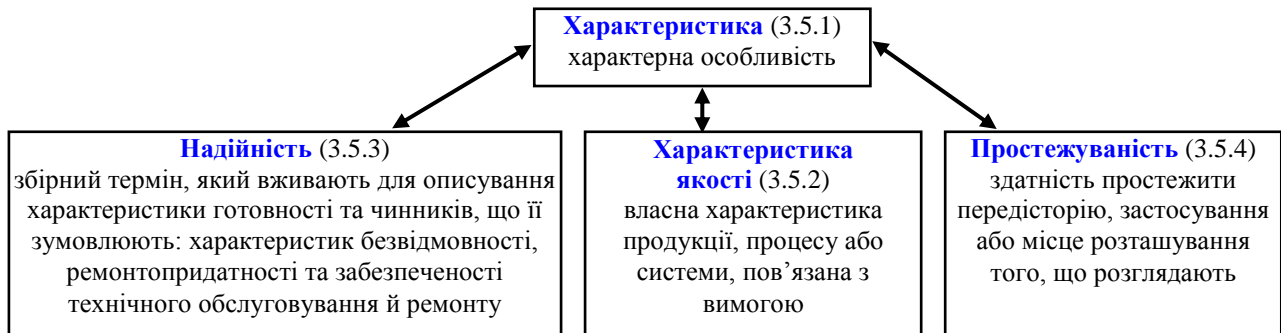 Характеристика (3.5.1)
характерна особливість
Надійність (3.5.3)
збірний термін, який вживають для описування
характеристики готовності та чинників, що її
зумовлюють: характеристик безвідмовності,
ремонтопридатності та забезпеченості
технічного обслуговування й ремонту
Характеристика
якості (3.5.2)
власна характеристика
продукції, процесу або
системи, пов’язана з
вимогою
Простежуваність (3.5.4)
здатність простежити
передісторію, застосування
або місце розташування
того, що розглядають